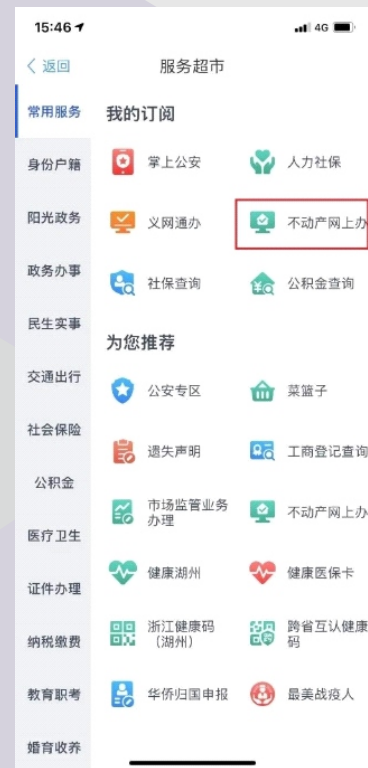 15:46
4G
返回
服务超市
常用服务
身份户籍
阳光政务
政务办事
民生实事
交通出行
社会保险
公积金
医疗卫生
证件办理
纳税缴费
教育职考
婚育收养
我的订阅
掌上公安
人力社保
义网通办
不动产网上办
社保查询
公积金查询
为您推荐
公安专区
菜篮子
遗失声明
工商登记查询
市场监管业务
办理
不动产网上办
健康湖州
健康医保卡
浙江健康码
（湖州）
跨省互认健康
码
华侨归国申报
最美战疫人